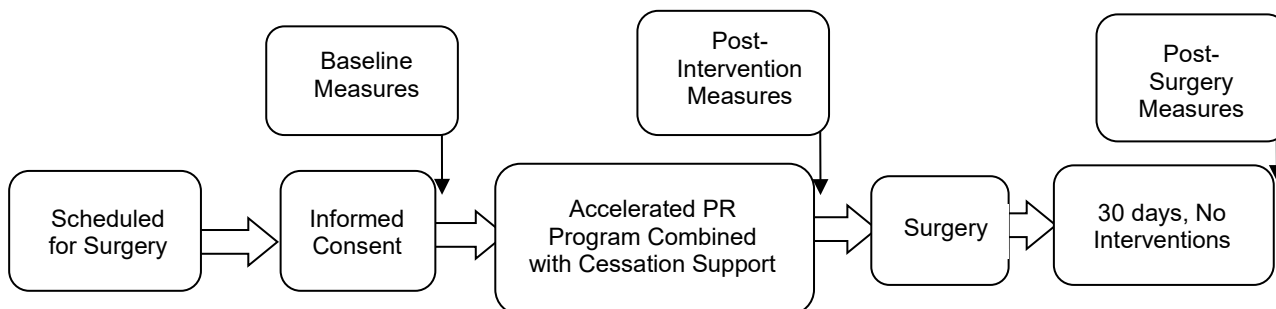 Baseline
Measures
Post-
Intervention
Measures
Post-
Surgery
Measures
Scheduled
for Surgery
Informed
Consent
Accelerated PR
Program Combined
with Cessation Support
Surgery
30 days, No
Interventions